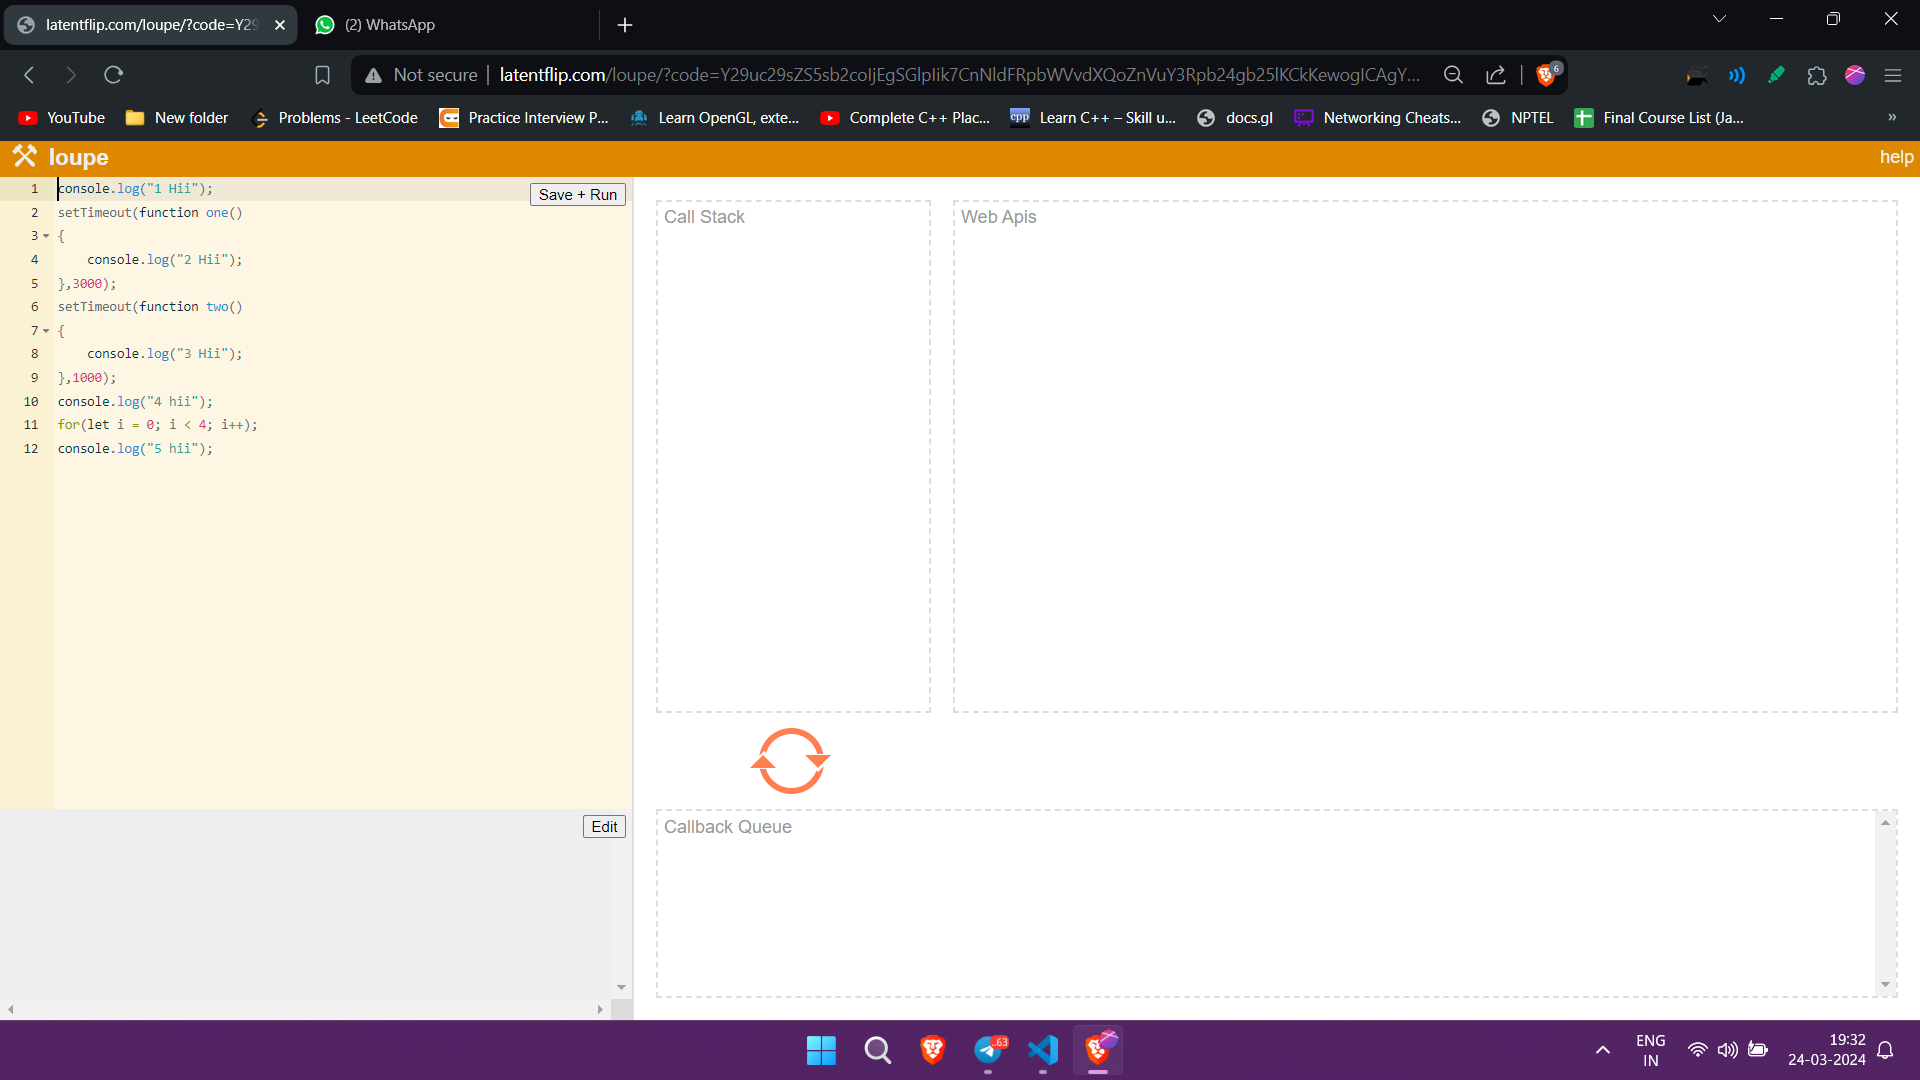 latentflip.com/loupe/?code=Y29
(2) WhatsApp
Not secure
latentflip.com/loupe/?code=Y29uc29sZS5sb2coIjEgSGlpIik7CnNldFRpbWVvdXQoZnVuY3Rpb24gb25lKCkKewogICAgY...
6
YouTube
New folder
Problems - LeetCode
Practice Interview P...
Learn OpenGL, exte...
Complete C++ Plac...
cpp
Learn C++ – Skill u...
docs.gl
Networking Cheats...
NPTEL
Final Course List (Ja...
»
loupe
help
1 console.log("1 Hii");
Save + Run
2 setTimeout(function one()
3 {
4 console.log("2 Hii");
5 },3000);
6 setTimeout(function two()
7 {
8 console.log("3 Hii");
9 },1000);
10 console.log("4 hii");
11 for(let i = 0; i < 4; i++);
12 console.log("5 hii");
Call Stack
Web Apis
Edit
Callback Queue
.63
ENG
IN
19:32
24-03-2024